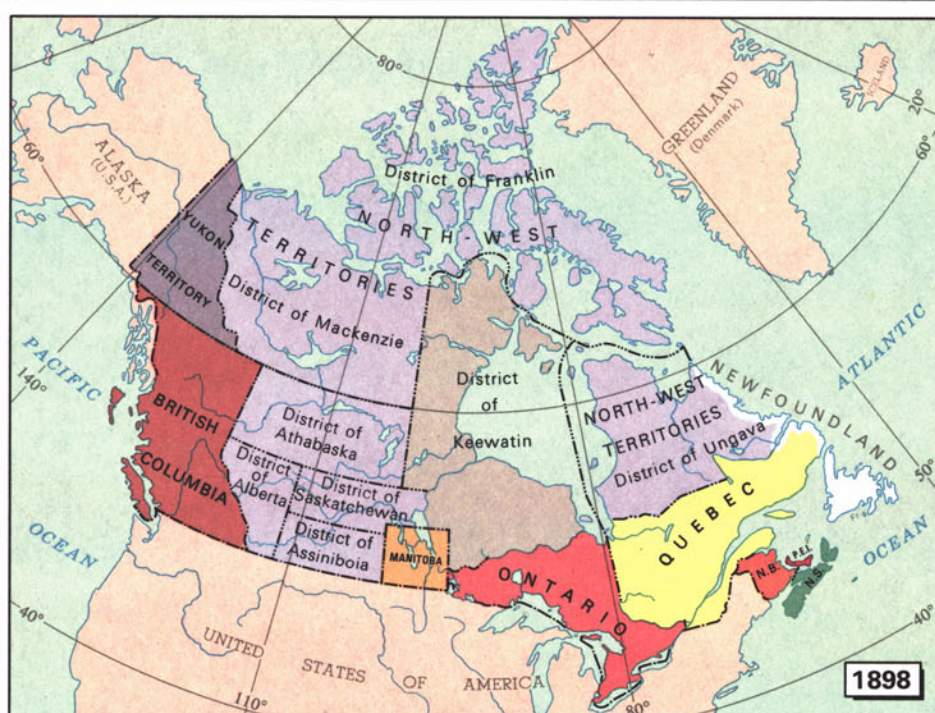 80°
ICELAND
20°
GREENLAND
(Denmark)
60°
60°
ALASKA
(U.S.A.)
District of Franklin
NORTH-WEST
TERRITORIES
YUKON
TERRITORY
District of Mackenzie
PACIFIC
OCEAN
140°
ATLANTIC
OCEAN
NEWFOUNDLAND
50°
District
of
Keewatin
NORTH-WEST
TERRITORIES
District of Ungava
BRITISH
COLUMBIA
District of
Athabaska
District
of
Alberta
District of
Saskatchewan
District of
Assiniboia
MANITOBA
ONTARIO
QUEBEC
P.E.I.
N.B.
N.S.
40°
40°
UNITED STATES OF AMERICA
110°
80°
1898